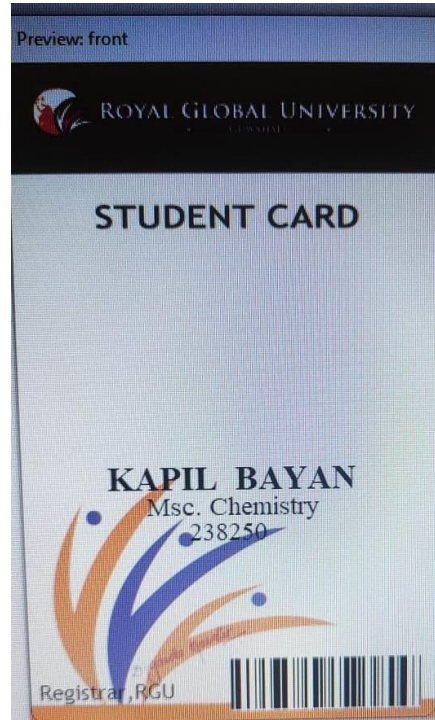 Preview: front
ROYAL GLOBAL UNIVERSITY
STUDENT CARD
KAPIL BAYAN
Msc. Chemistry
238250
Registrar,RGU